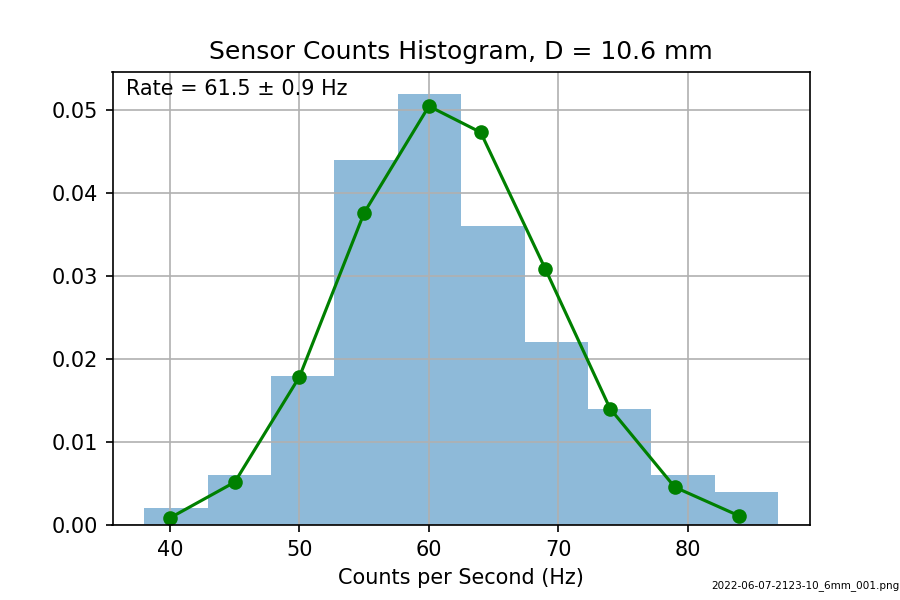 Sensor Counts Histogram, D = 10.6 mm
Rate = 61.5 ± 0.9 Hz
0.05
0.04
0.03
0.02
0.01
0.00
40 50 60 70 80
Counts per Second (Hz)
2022-06-07-2123-10_6mm_001.png